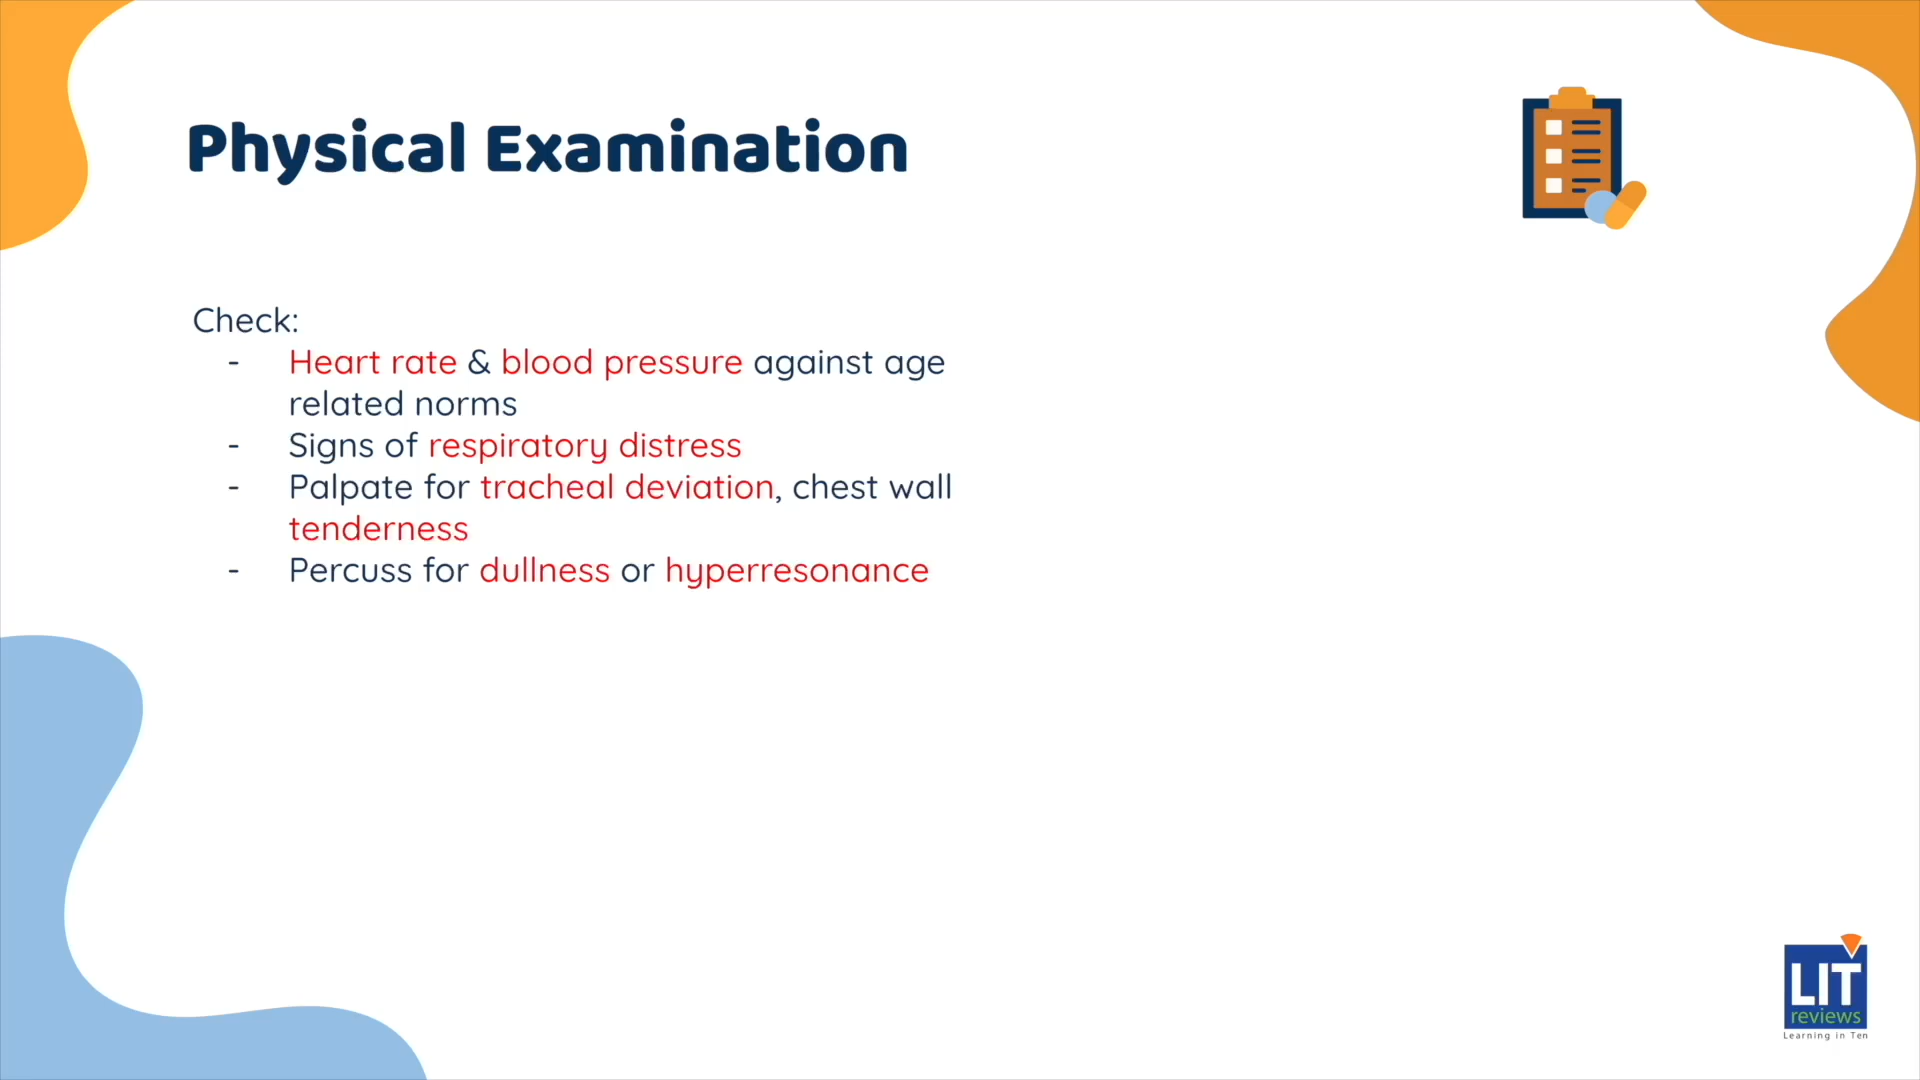 Physical Examination
Check:
- Heart rate & blood pressure against age
related norms
- Signs of respiratory distress
- Palpate for tracheal deviation, chest wall
tenderness
- Percuss for dullness or hyperresonance
LIT
reviews
Learning in Ten